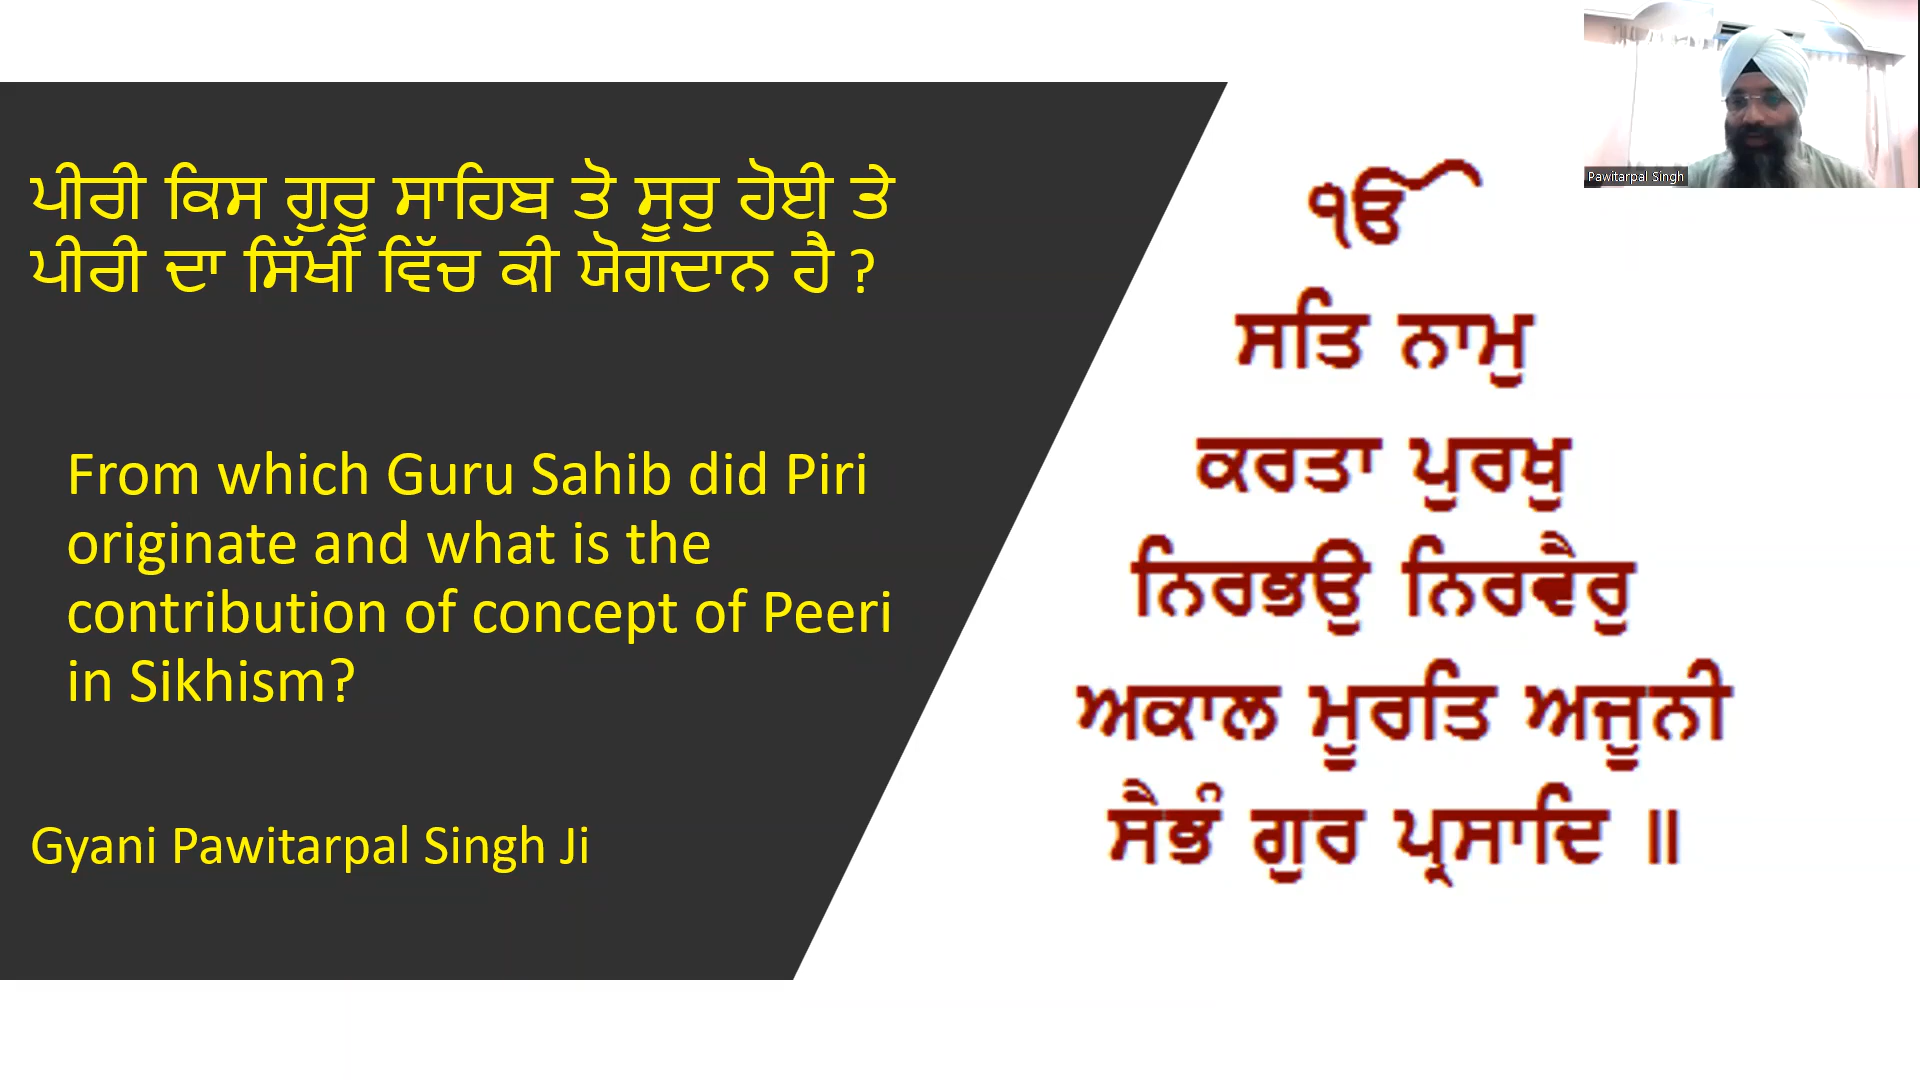 ਪੀਰੀ ਕਿਸ ਗੁਰੂ ਸਾਹਿਬ ਤੋ ਸੂਰੁ ਹੋਈ ਤੇ
ਪੀਰੀ ਦਾ ਸਿੱਖੀ ਵਿੱਚ ਕੀ ਯੋਗਦਾਨ ਹੈ ?
From which Guru Sahib did Piri
originate and what is the
contribution of concept of Peeri
in Sikhism?
Gyani Pawitarpal Singh Ji
ੴ
ਸਤਿ ਨਾਮੁ
ਕਰਤਾ ਪੁਰਖੁ
ਨਿਰਭਉ ਨਿਰਵੈਰੁ
ਅਕਾਲ ਮੂਰਤਿ ਅਜੂਨੀ
ਸੈਭੰ ਗੁਰ ਪ੍ਰਸਾਦਿ ॥
Pawitarpal Singh